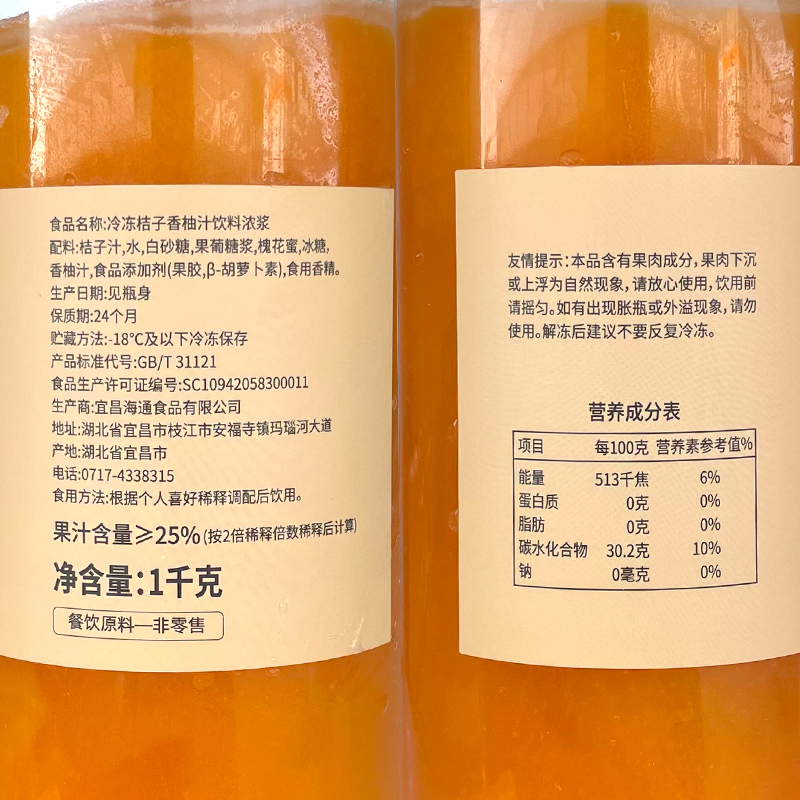 食品名称:冷冻桔子香柚汁饮料浓浆
配料:桔子汁,水,白砂糖,果葡糖浆,槐花蜜,冰糖,
香柚汁,食品添加剂(果胶,β-胡萝卜素),食用香精。
生产日期:见瓶身
保质期:24个月
贮藏方法:-18℃及以下冷冻保存
产品标准代号:GB/T 31121
食品生产许可证编号:SC10942058300011
生产商:宜昌海通食品有限公司
地址:湖北省宜昌市枝江市安福寺镇玛瑙河大道
产地:湖北省宜昌市
电话:0717-4338315
食用方法:根据个人喜好稀释调配后饮用。
果汁含量≥25%(按2倍稀释倍数稀释后计算)
净含量:1千克
餐饮原料—非零售
友情提示:本品含有果肉成分,果肉下沉
或上浮为自然现象,请放心使用,饮用前
请摇匀。如有出现胀瓶或外溢现象,请勿
使用。解冻后建议不要反复冷冻。
营养成分表
项目 每100克 营养素参考值%
能量 513千焦 6%
蛋白质 0克 0%
脂肪 0克 0%
碳水化合物 30.2克 10%
钠 0毫克 0%